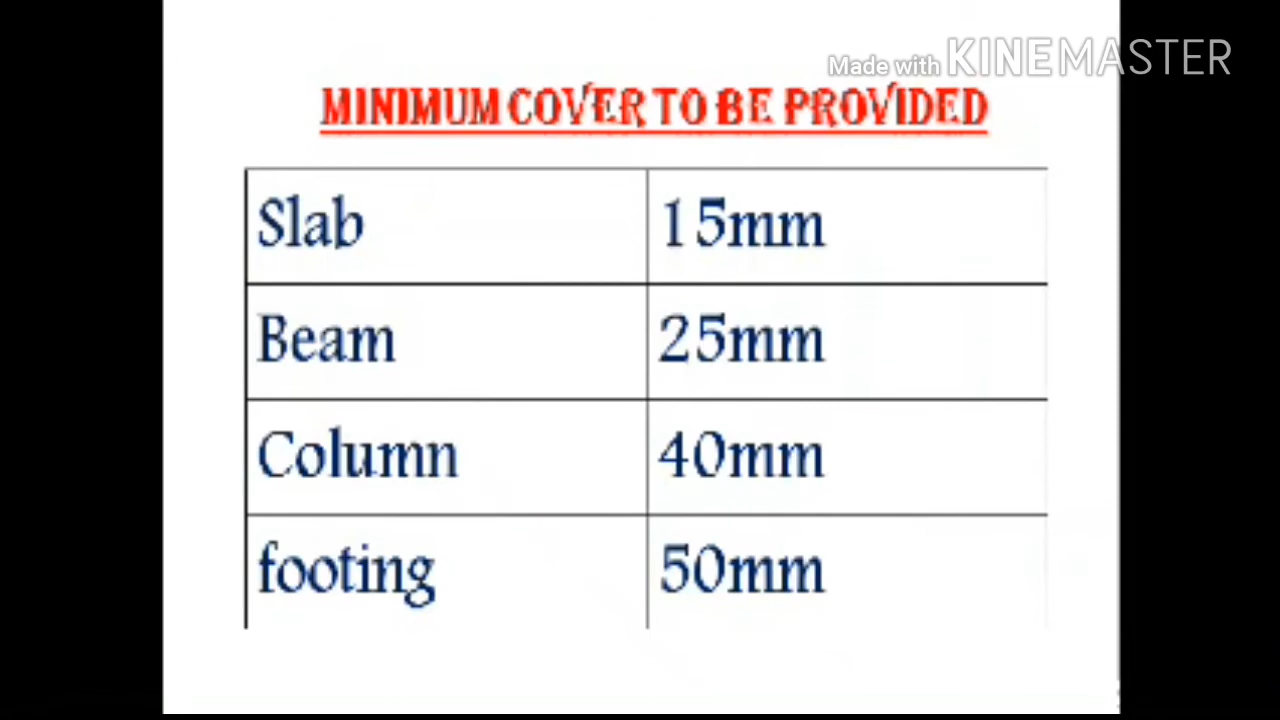 Made with KINEMASTER
MINIMUM COVER TO BE PROVIDED
Slab 15mm
Beam 25mm
Column 40mm
footing 50mm